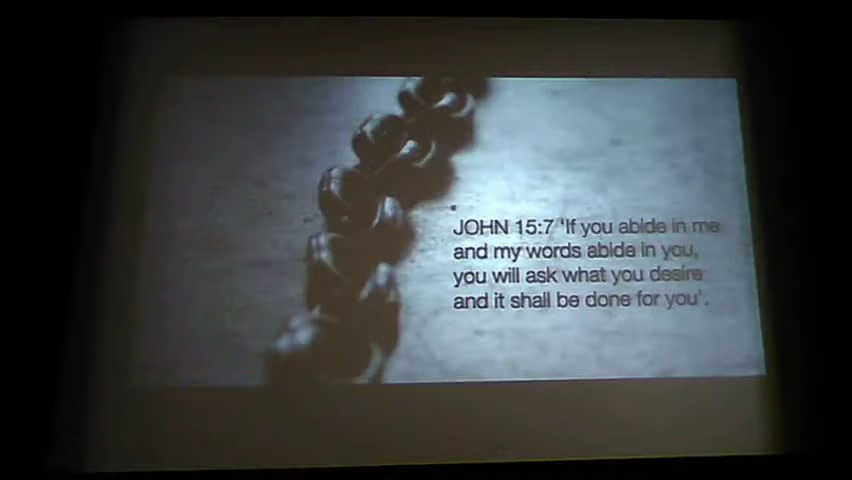 JOHN 15:7 'If you abide in me
and my words abide in you,
you will ask what you desire
and it shall be done for you'.